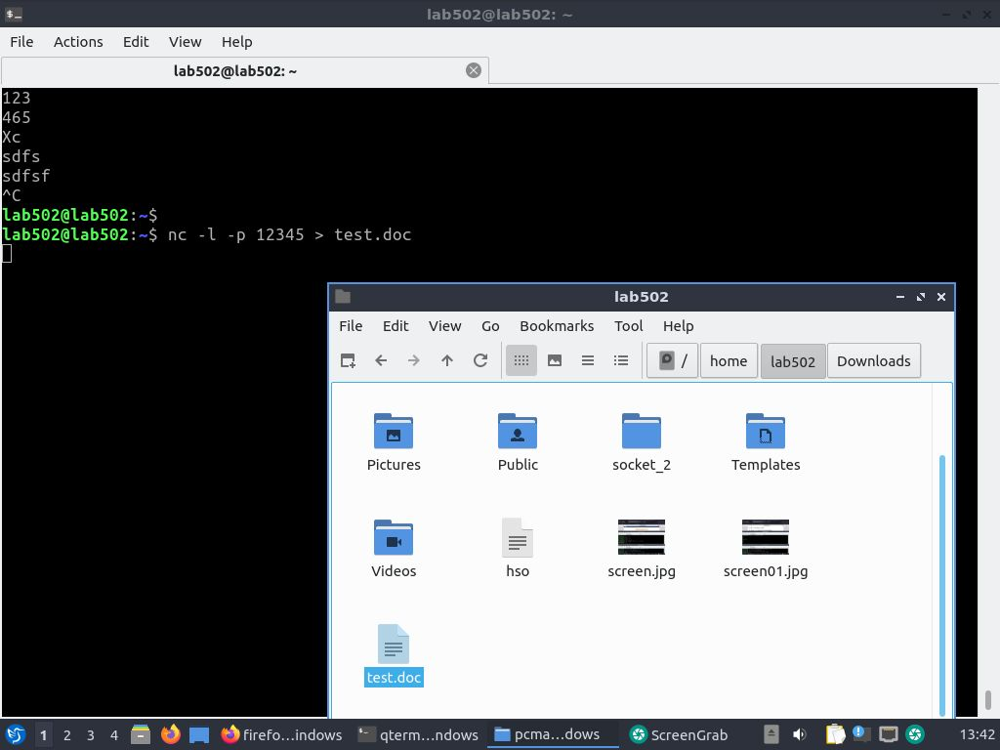 lab502@lab502: ~
File Actions Edit View Help
lab502@lab502: ~
123
465
Xc
sdfs
sdfsf
^C
lab502@lab502:~$
lab502@lab502:~$ nc -l -p 12345 > test.doc
lab502
File Edit View Go Bookmarks Tool Help
/ home lab502 Downloads
Pictures Public socket_2 Templates
Videos hso screen.jpg screen01.jpg
test.doc
1 2 3 4 firefo...indows qterm...ndows pcma...dows ScreenGrab 13:42